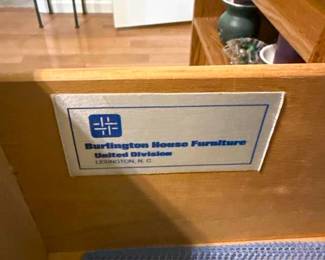 Burlington House Furniture
United Division
LEXINGTON, N. C.